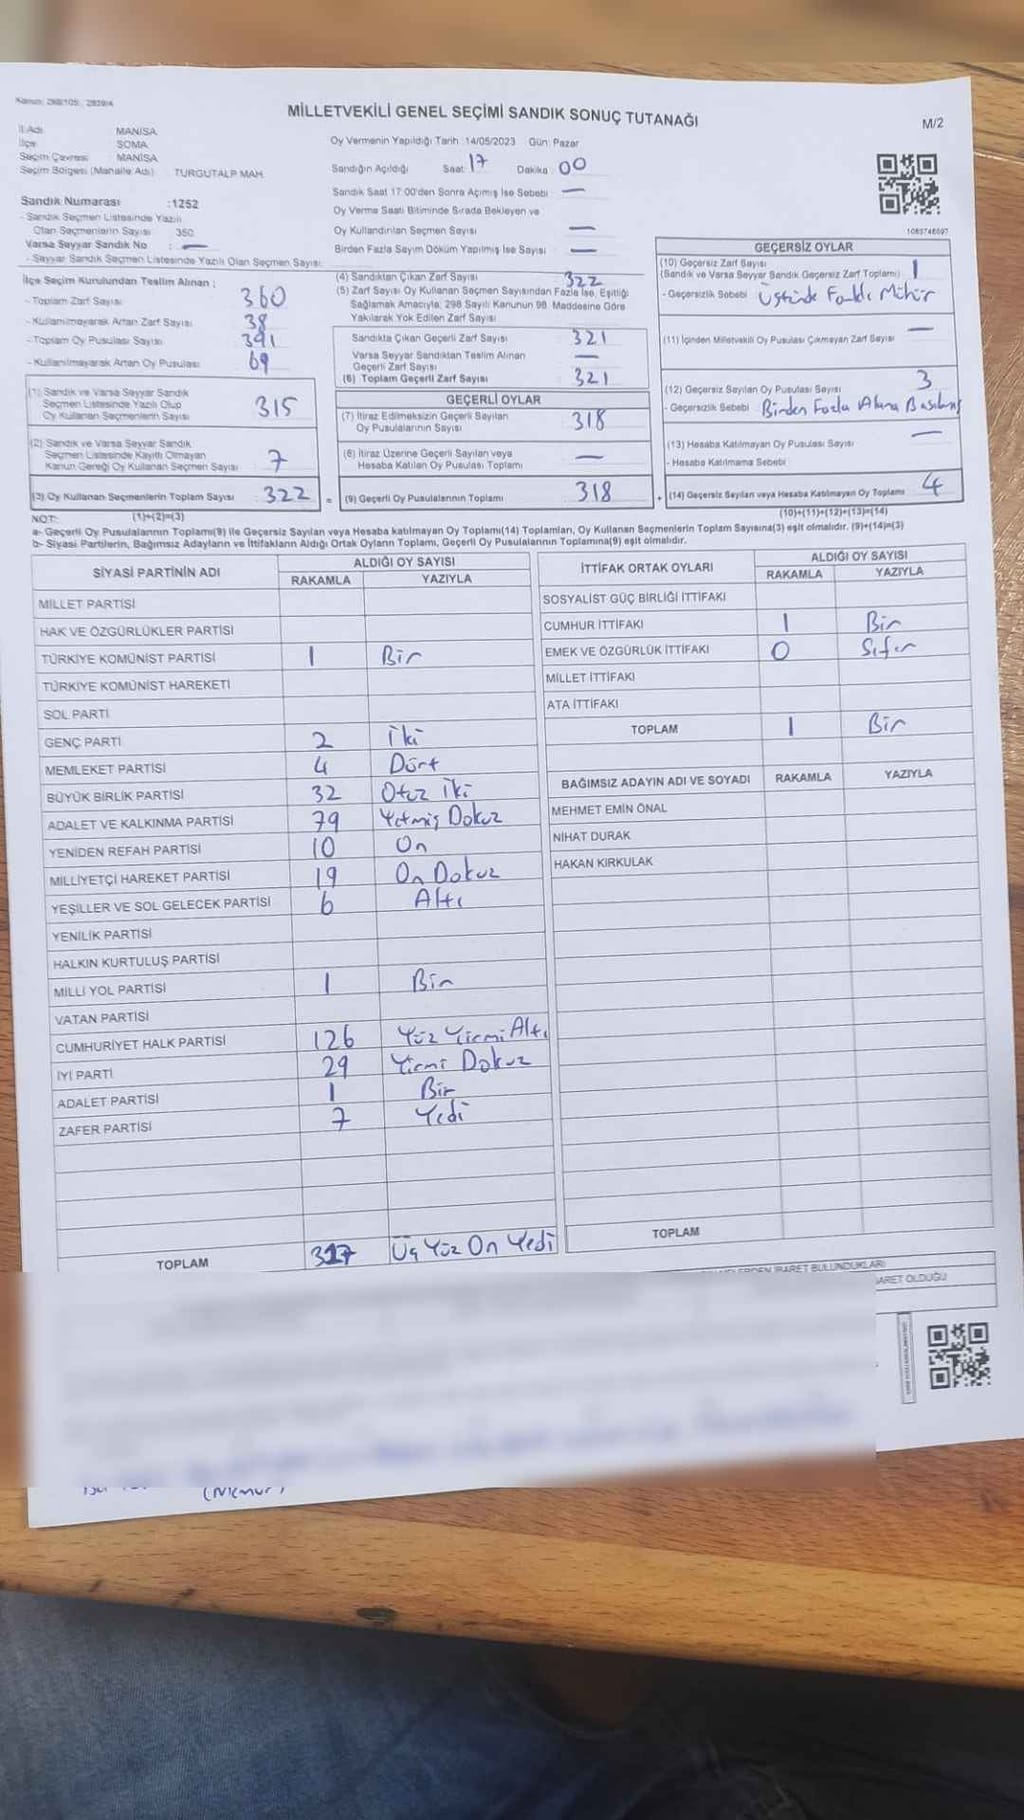 Kanun: 298/105, 2839/4
MİLLETVEKİLİ GENEL SEÇİMİ SANDIK SONUÇ TUTANAĞI
M/2
İl Adı MANİSA
İlçe SOMA
Seçim Çevresi MANİSA
Seçim Bölgesi (Mahalle Adı) TURGUTALP MAH.
Sandık Numarası :1252
- Sandık Seçmen Listesinde Yazılı
Olan Seçmenlerin Sayısı 350
Varsa Seyyar Sandık No : —
- Seyyar Sandık Seçmen Listesinde Yazılı Olan Seçmen Sayısı:
Oy Vermenin Yapıldığı Tarih :14/05/2023 Gün: Pazar
Sandığın Açıldığı Saat: 17 Dakika: 00
Sandık Saat 17:00'den Sonra Açımış İse Sebebi : —
Oy Verme Saati Bitiminde Sırada Bekleyen ve
Oy Kullandırılan Seçmen Sayısı —
Birden Fazla Sayım Döküm Yapılmış İse Sayısı —
1083746097
İlçe Seçim Kurulundan Teslim Alınan ;
- Toplam Zarf Sayısı 360
- Kullanılmayarak Artan Zarf Sayısı 38
- Toplam Oy Pusulası Sayısı 391
- Kullanılmayarak Artan Oy Pusulası 69
(1) Sandık ve Varsa Seyyar Sandık
Seçmen Listesinde Yazılı Olup
Oy Kullanan Seçmenlerin Sayısı 315
(2) Sandık ve Varsa Seyyar Sandık
Seçmen Listesinde Kayıtlı Olmayan
Kanun Gereği Oy Kullanan Seçmen Sayısı 7
(3) Oy Kullanan Seçmenlerin Toplam Sayısı 322 =
(4) Sandıktan Çıkan Zarf Sayısı 322
(5) Zarf Sayısı Oy Kullanan Seçmen Sayısından Fazla İse, Eşitliği
Sağlamak Amacıyla, 298 Sayılı Kanunun 98. Maddesine Göre
Yakılarak Yok Edilen Zarf Sayısı
Sandıkta Çıkan Geçerli Zarf Sayısı 321
Varsa Seyyar Sandıktan Teslim Alınan
Geçerli Zarf Sayısı —
(6) Toplam Geçerli Zarf Sayısı 321
GEÇERLİ OYLAR
(7) İtiraz Edilmeksizin Geçerli Sayılan
Oy Pusulalarının Sayısı 318
(8) İtiraz Üzerine Geçerli Sayılan veya
Hesaba Katılan Oy Pusulası Toplamı —
(9) Geçerli Oy Pusulalarının Toplamı 318 +
GEÇERSİZ OYLAR
(10) Geçersiz Zarf Sayısı
(Sandık ve Varsa Seyyar Sandık Geçersiz Zarf Toplamı) 1
- Geçersizlik Sebebi Üstünde Farklı Mühür
(11) İçinden Milletvekili Oy Pusulası Çıkmayan Zarf Sayısı —
(12) Geçersiz Sayılan Oy Pusulası Sayısı 3
- Geçersizlik Sebebi Birden Fazla Alana Basılmış
(13) Hesaba Katılmayan Oy Pusulası Sayısı —
- Hesaba Katılmama Sebebi
(14) Geçersiz Sayılan veya Hesaba Katılmayan Oy Toplamı 4
NOT: (1)+(2)=(3) (10)+(11)+(12)+(13)=(14)
a- Geçerli Oy Pusulalarının Toplamı(9) ile Geçersiz Sayılan veya Hesaba katılmayan Oy Toplamı(14) Toplamları, Oy Kullanan Seçmenlerin Toplam Sayısına(3) eşit olmalıdır. (9)+(14)=(3)
b- Siyasi Partilerin, Bağımsız Adayların ve İttifakların Aldığı Ortak Oyların Toplamı, Geçerli Oy Pusulalarının Toplamına(9) eşit olmalıdır.
SİYASİ PARTİNİN ADI ALDIĞI OY SAYISI
RAKAMLA YAZIYLA
MİLLET PARTİSİ
HAK VE ÖZGÜRLÜKLER PARTİSİ
TÜRKİYE KOMÜNİST PARTİSİ 1 Bir
TÜRKİYE KOMÜNİST HAREKETİ
SOL PARTİ
GENÇ PARTİ 2 İki
MEMLEKET PARTİSİ 4 Dört
BÜYÜK BİRLİK PARTİSİ 32 Otuz İki
ADALET VE KALKINMA PARTİSİ 79 Yetmiş Dokuz
YENİDEN REFAH PARTİSİ 10 On
MİLLİYETÇİ HAREKET PARTİSİ 19 On Dokuz
YEŞİLLER VE SOL GELECEK PARTİSİ 6 Altı
YENİLİK PARTİSİ
HALKIN KURTULUŞ PARTİSİ
MİLLİ YOL PARTİSİ 1 Bir
VATAN PARTİSİ
CUMHURİYET HALK PARTİSİ 126 Yüz Yirmi Altı
İYİ PARTİ 29 Yirmi Dokuz
ADALET PARTİSİ 1 Bir
ZAFER PARTİSİ 7 Yedi
TOPLAM 317 Üç Yüz On Yedi
İTTİFAK ORTAK OYLARI ALDIĞI OY SAYISI
RAKAMLA YAZIYLA
SOSYALİST GÜÇ BİRLİĞİ İTTİFAKI
CUMHUR İTTİFAKI 1 Bir
EMEK VE ÖZGÜRLÜK İTTİFAKI 0 Sıfır
MİLLET İTTİFAKI
ATA İTTİFAKI
TOPLAM 1 Bir
BAĞIMSIZ ADAYIN ADI VE SOYADI RAKAMLA YAZIYLA
MEHMET EMİN ÖNAL
NİHAT DURAK
HAKAN KIRKULAK
TOPLAM
İBARET BULUNDUKLARI
OLDUĞU
(Memur)